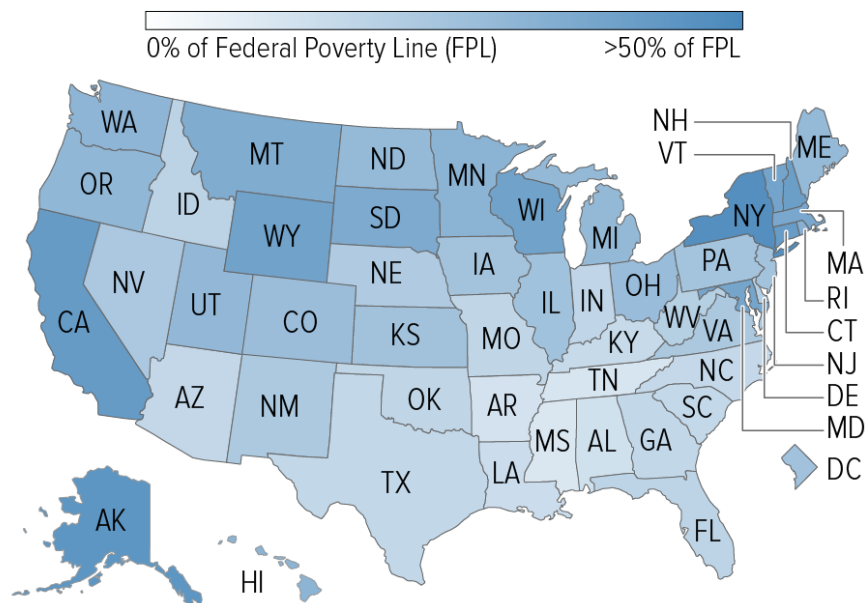 0% of Federal Poverty Line (FPL) >50% of FPL
WA
MT
ND
MN
NH
VT
ME
OR
ID
WY
SD
WI
MI
NY
MA
RI
CT
NJ
DE
MD
DC
CA
NV
UT
CO
NE
KS
IA
IL
IN
OH
PA
MO
KY
WV
VA
AZ
NM
OK
AR
TN
NC
SC
TX
LA
MS
AL
GA
FL
AK
HI